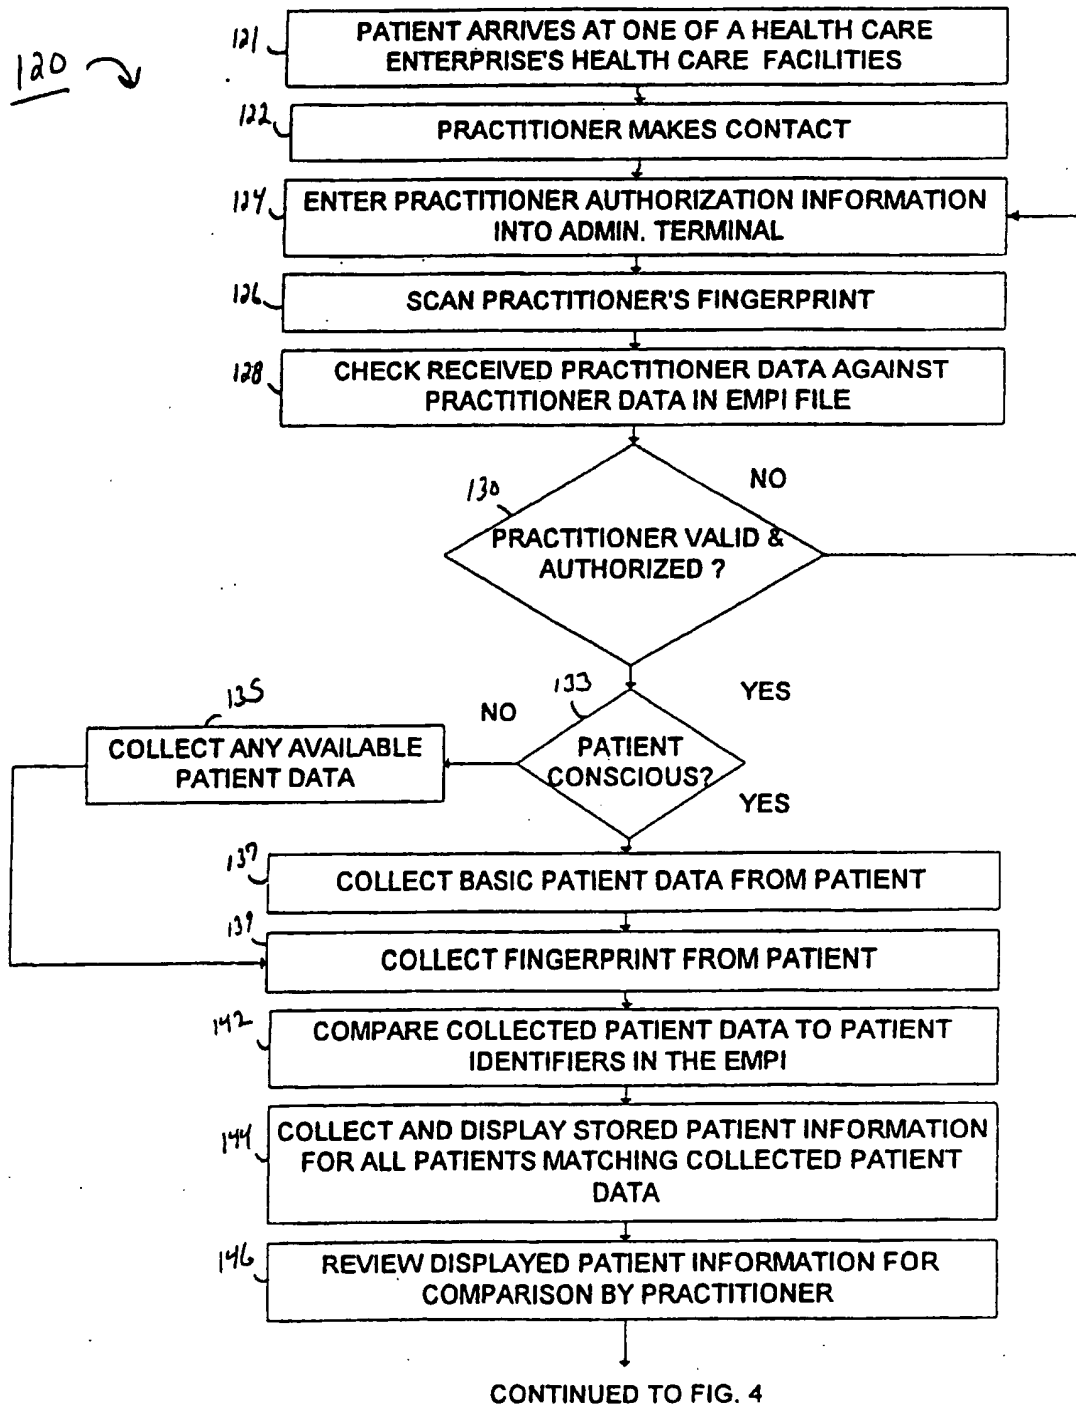 120
121
PATIENT ARRIVES AT ONE OF A HEALTH CARE
ENTERPRISE'S HEALTH CARE FACILITIES
122
PRACTITIONER MAKES CONTACT
124
ENTER PRACTITIONER AUTHORIZATION INFORMATION
INTO ADMIN. TERMINAL
126
SCAN PRACTITIONER'S FINGERPRINT
128
CHECK RECEIVED PRACTITIONER DATA AGAINST
PRACTITIONER DATA IN EMPI FILE
130
NO
PRACTITIONER VALID &
AUTHORIZED ?
YES
133
NO
135
PATIENT
CONSCIOUS?
COLLECT ANY AVAILABLE
PATIENT DATA
YES
137
COLLECT BASIC PATIENT DATA FROM PATIENT
139
COLLECT FINGERPRINT FROM PATIENT
142
COMPARE COLLECTED PATIENT DATA TO PATIENT
IDENTIFIERS IN THE EMPI
144
COLLECT AND DISPLAY STORED PATIENT INFORMATION
FOR ALL PATIENTS MATCHING COLLECTED PATIENT
DATA
146
REVIEW DISPLAYED PATIENT INFORMATION FOR
COMPARISON BY PRACTITIONER
CONTINUED TO FIG. 4